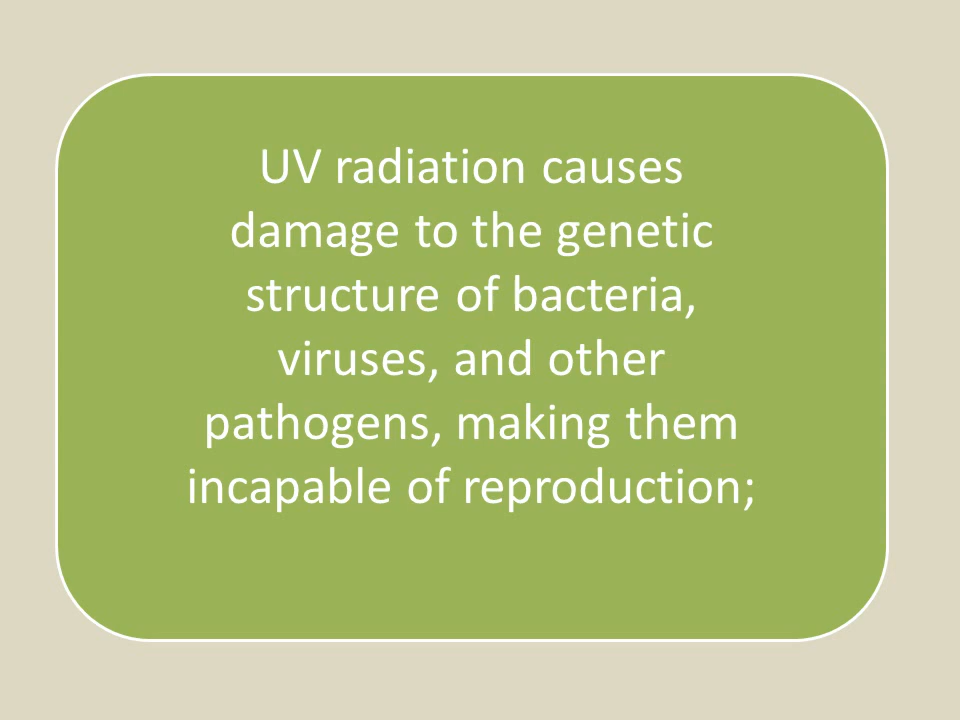 UV radiation causes
damage to the genetic
structure of bacteria,
viruses, and other
pathogens, making them
incapable of reproduction;